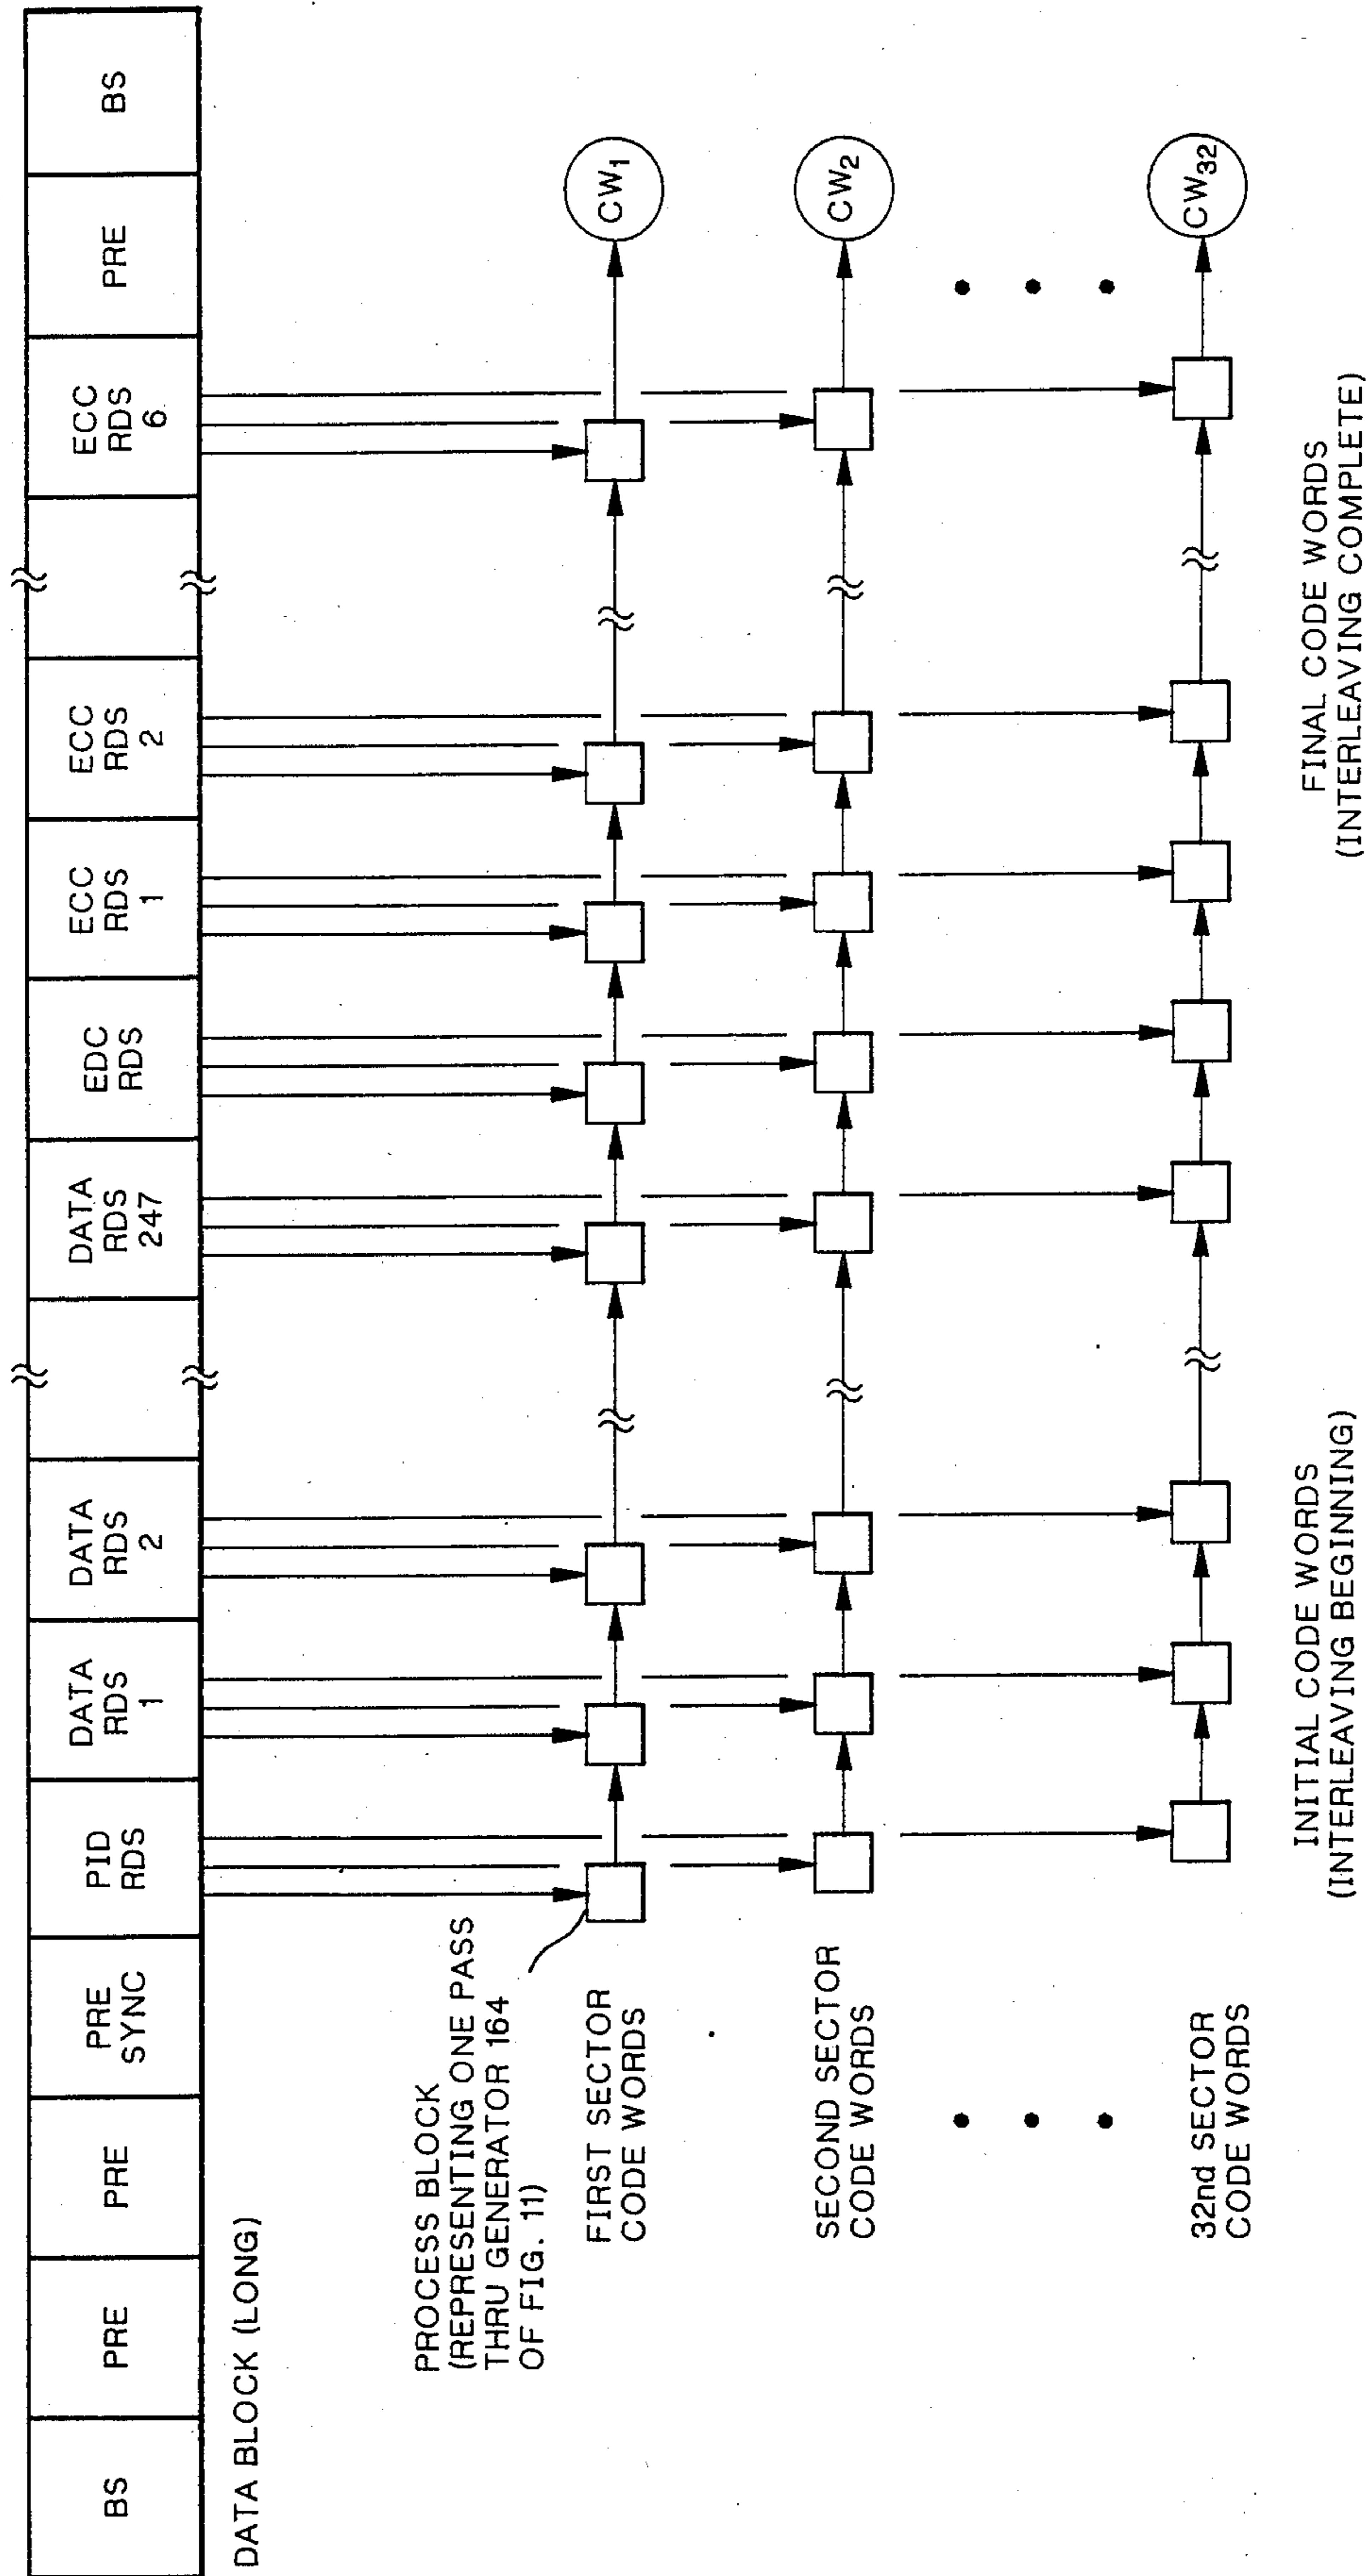 BS
PRE
PRE
PRE
SYNC
PID
RDS
DATA
RDS
1
DATA
RDS
2
DATA
RDS
247
EDC
RDS
ECC
RDS
1
ECC
RDS
2
ECC
RDS
6
PRE
BS
DATA BLOCK (LONG)
PROCESS BLOCK
(REPRESENTING ONE PASS
THRU GENERATOR 164
OF FIG. 11)
FIRST SECTOR
CODE WORDS
CW1
SECOND SECTOR
CODE WORDS
CW2
32nd SECTOR
CODE WORDS
CW32
INITIAL CODE WORDS
(INTERLEAVING BEGINNING)
FINAL CODE WORDS
(INTERLEAVING COMPLETE)